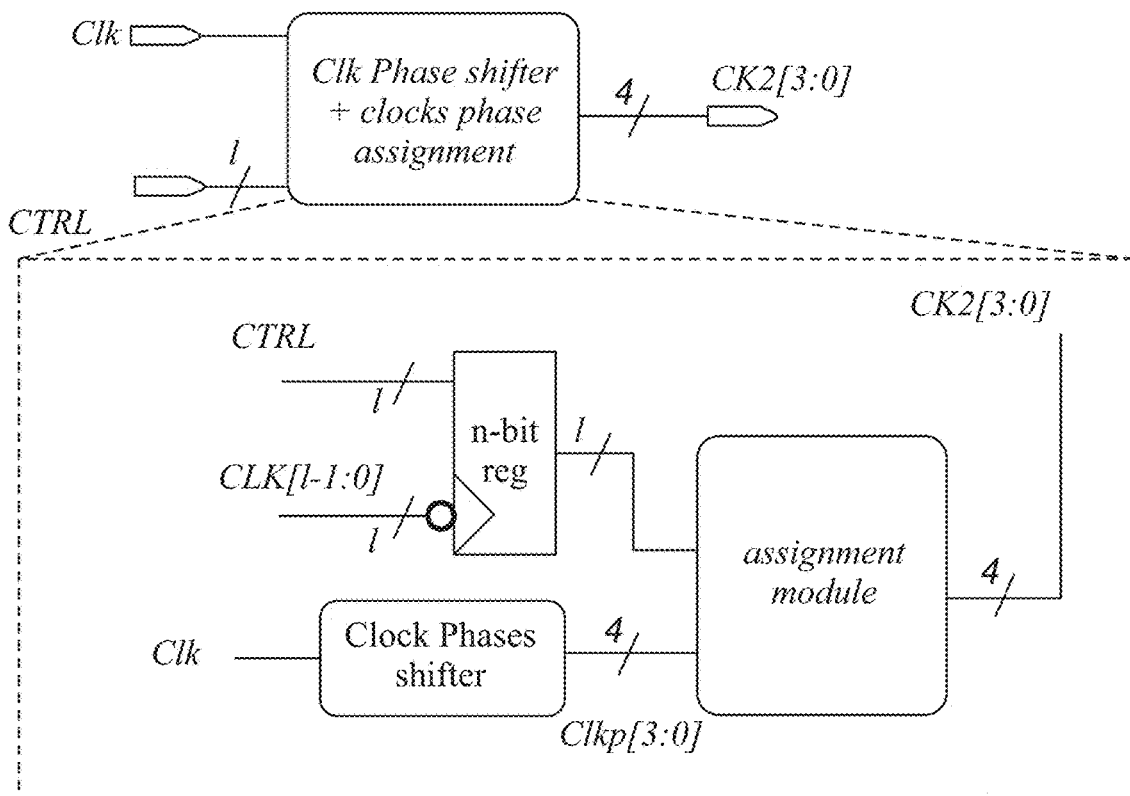 Clk
Clk Phase shifter
+ clocks phase
assignment
4
CK2[3:0]
l
CTRL
CK2[3:0]
CTRL
l
n-bit
reg
l
CLK[l-1:0]
l
assignment
module
4
Clk
Clock Phases
shifter
4
Clkp[3:0]